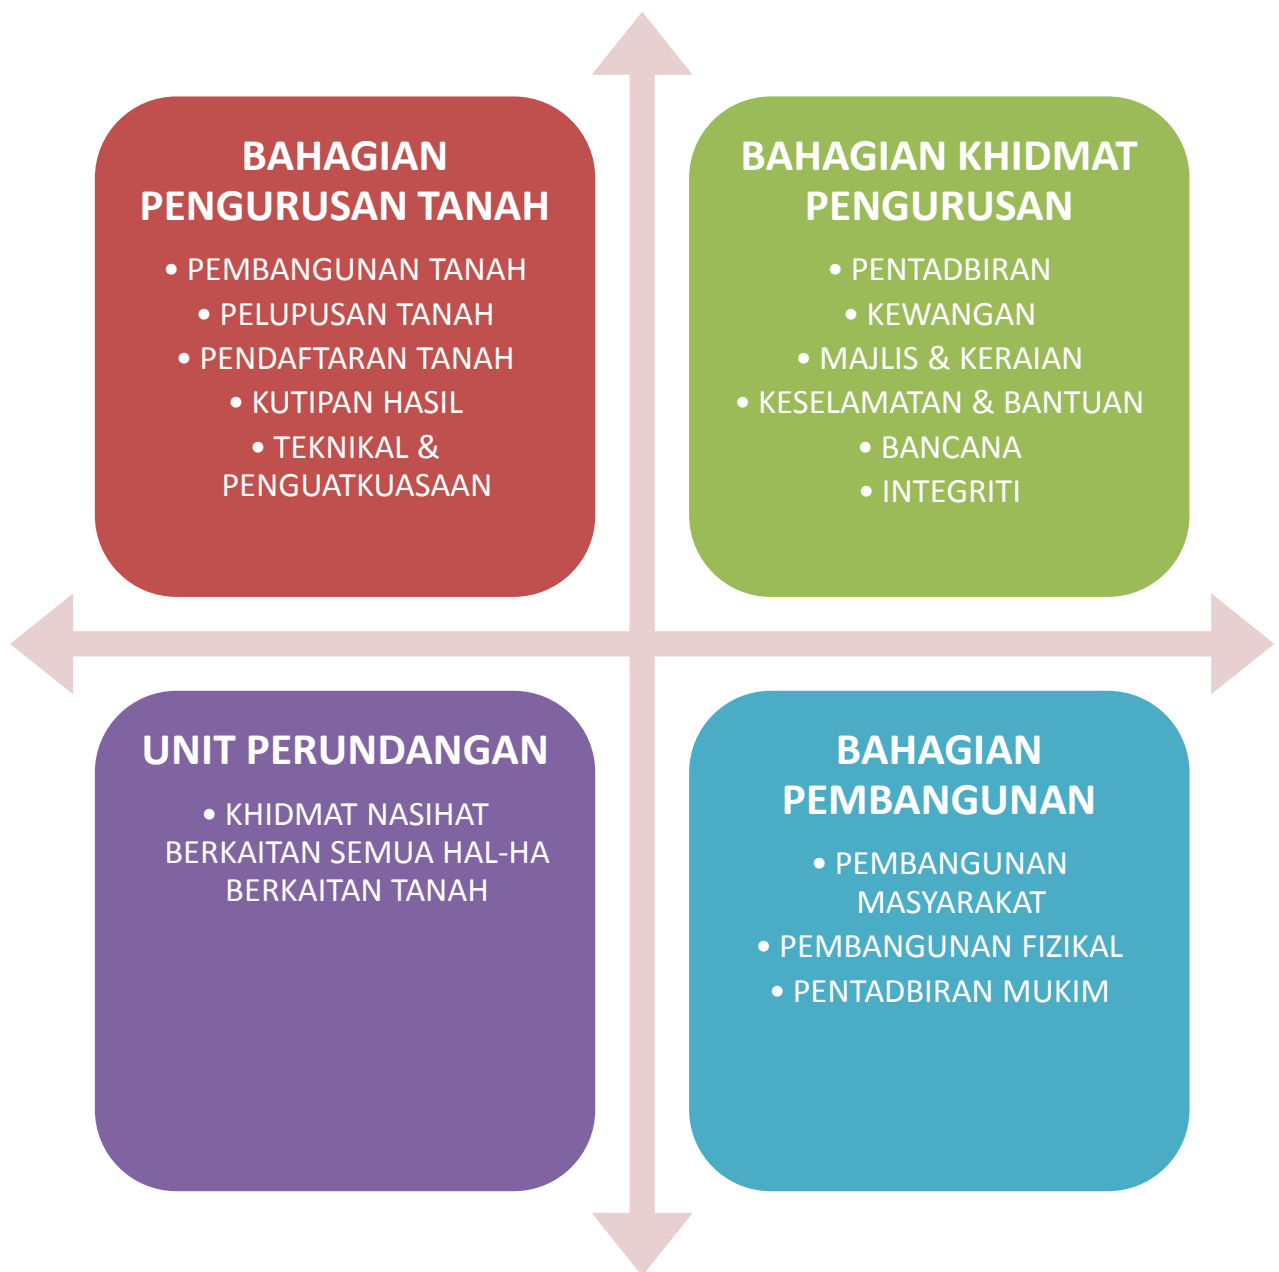 BAHAGIAN
PENGURUSAN TANAH
• PEMBANGUNAN TANAH
• PELUPUSAN TANAH
• PENDAFTARAN TANAH
• KUTIPAN HASIL
• TEKNIKAL &
PENGUATKUASAAN
BAHAGIAN KHIDMAT
PENGURUSAN
• PENTADBIRAN
• KEWANGAN
• MAJLIS & KERAIAN
• KESELAMATAN & BANTUAN
• BANCANA
• INTEGRITI
UNIT PERUNDANGAN
• KHIDMAT NASIHAT
BERKAITAN SEMUA HAL-HA
BERKAITAN TANAH
BAHAGIAN
PEMBANGUNAN
• PEMBANGUNAN
MASYARAKAT
• PEMBANGUNAN FIZIKAL
• PENTADBIRAN MUKIM